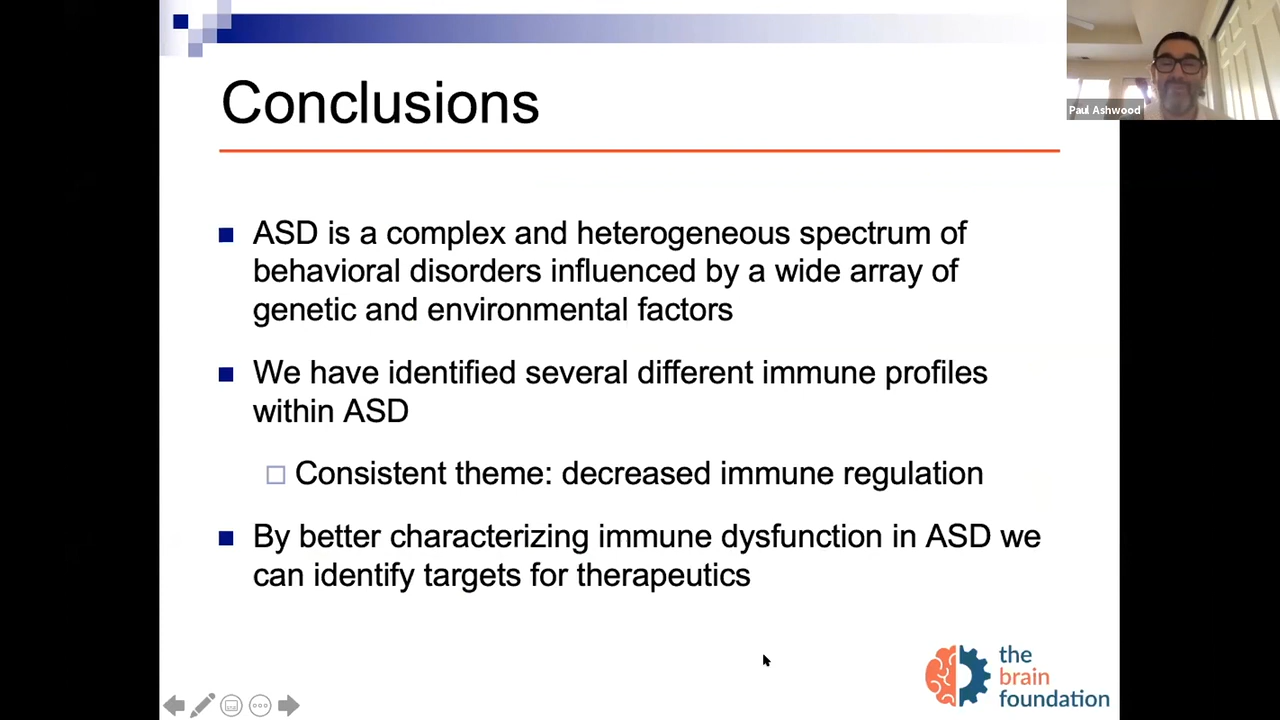 Conclusions
Paul Ashwood
ASD is a complex and heterogeneous spectrum of
behavioral disorders influenced by a wide array of
genetic and environmental factors
We have identified several different immune profiles
within ASD
Consistent theme: decreased immune regulation
By better characterizing immune dysfunction in ASD we
can identify targets for therapeutics
the
brain
foundation